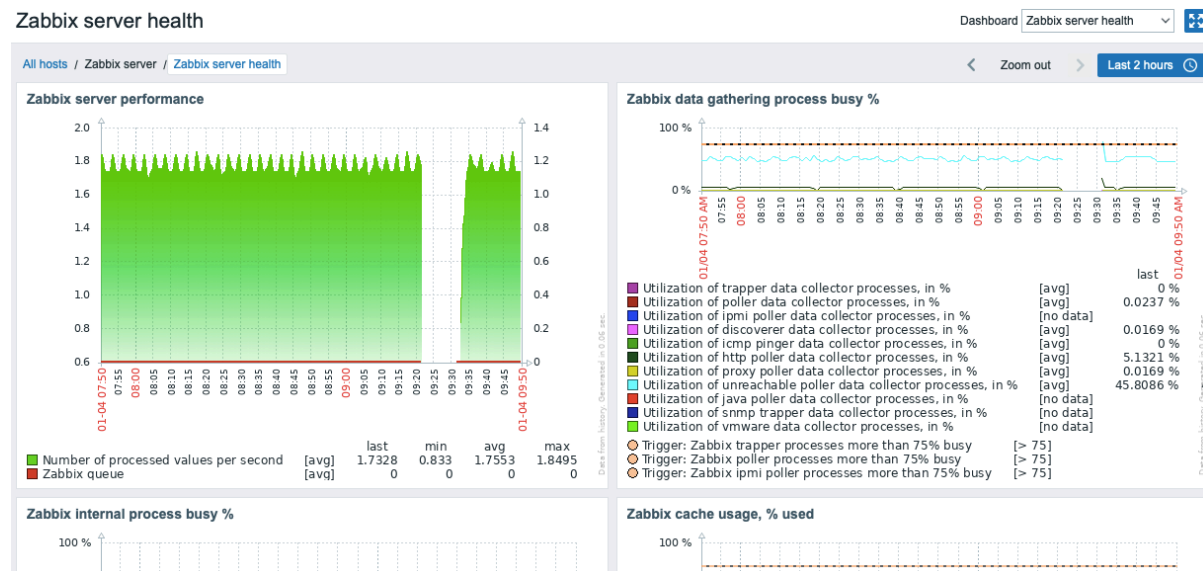 Zabbix server health
Dashboard Zabbix server health
All hosts / Zabbix server / Zabbix server health
Zoom out Last 2 hours
Zabbix server performance
2.0
1.8
1.6
1.4
1.2
1.0
0.8
0.6
1.4
1.2
1.0
0.8
0.6
0.4
0.2
0
01-04 07:50
07:55
08:00
08:05
08:10
08:15
08:20
08:25
08:30
08:35
08:40
08:45
08:50
08:55
09:00
09:05
09:10
09:15
09:20
09:25
09:30
09:35
09:40
09:45
01-04 09:50
last min avg max
Number of processed values per second [avg] 1.7328 0.833 1.7553 1.8495
Zabbix queue [avg] 0 0 0 0
Data from history. Generated in 0.06 sec.
Zabbix data gathering process busy %
100 %
0 %
01/04 07:50 AM
07:55
08:00
08:05
08:10
08:15
08:20
08:25
08:30
08:35
08:40
08:45
08:50
08:55
09:00
09:05
09:10
09:15
09:20
09:25
09:30
09:35
09:40
09:45
01/04 09:50 AM
last
Utilization of trapper data collector processes, in % [avg] 0 %
Utilization of poller data collector processes, in % [avg] 0.0237 %
Utilization of ipmi poller data collector processes, in % [no data]
Utilization of discoverer data collector processes, in % [avg] 0.0169 %
Utilization of icmp pinger data collector processes, in % [avg] 0 %
Utilization of http poller data collector processes, in % [avg] 5.1321 %
Utilization of proxy poller data collector processes, in % [avg] 0.0169 %
Utilization of unreachable poller data collector processes, in % [avg] 45.8086 %
Utilization of java poller data collector processes, in % [no data]
Utilization of snmp trapper data collector processes, in % [no data]
Utilization of vmware data collector processes, in % [no data]
Trigger: Zabbix trapper processes more than 75% busy [> 75]
Trigger: Zabbix poller processes more than 75% busy [> 75]
Trigger: Zabbix ipmi poller processes more than 75% busy [> 75]
Zabbix internal process busy %
100 %
Zabbix cache usage, % used
100 %